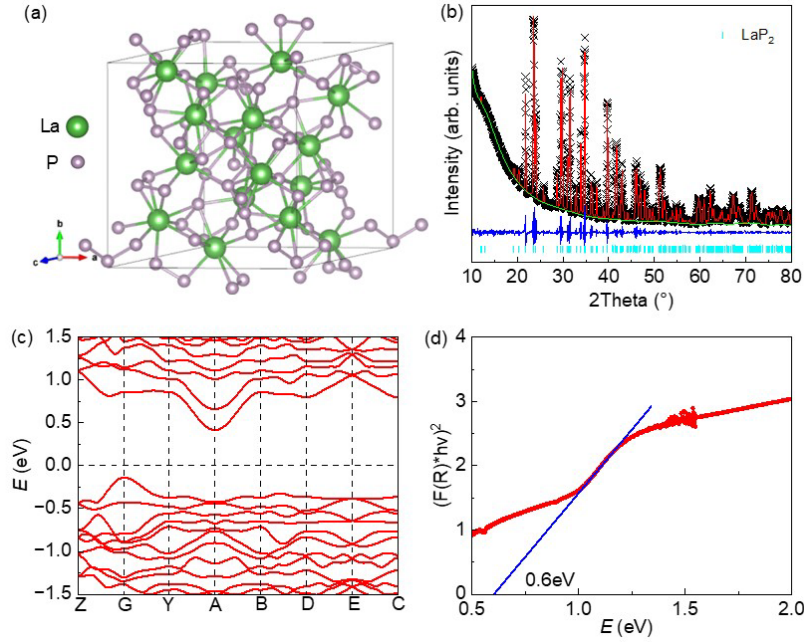 (a)
La
P
b
c
a
(b)
Intensity (arb. units)
LaP₂
10 20 30 40 50 60 70 80
2Theta (°)
(c)
E (eV)
1.5
1.0
0.5
0.0
−0.5
−1.0
−1.5
Z G Y A B D E C
(d)
(F(R)*hv)²
4
3
2
1
0
0.6eV
0.5 1.0 1.5 2.0
E (eV)